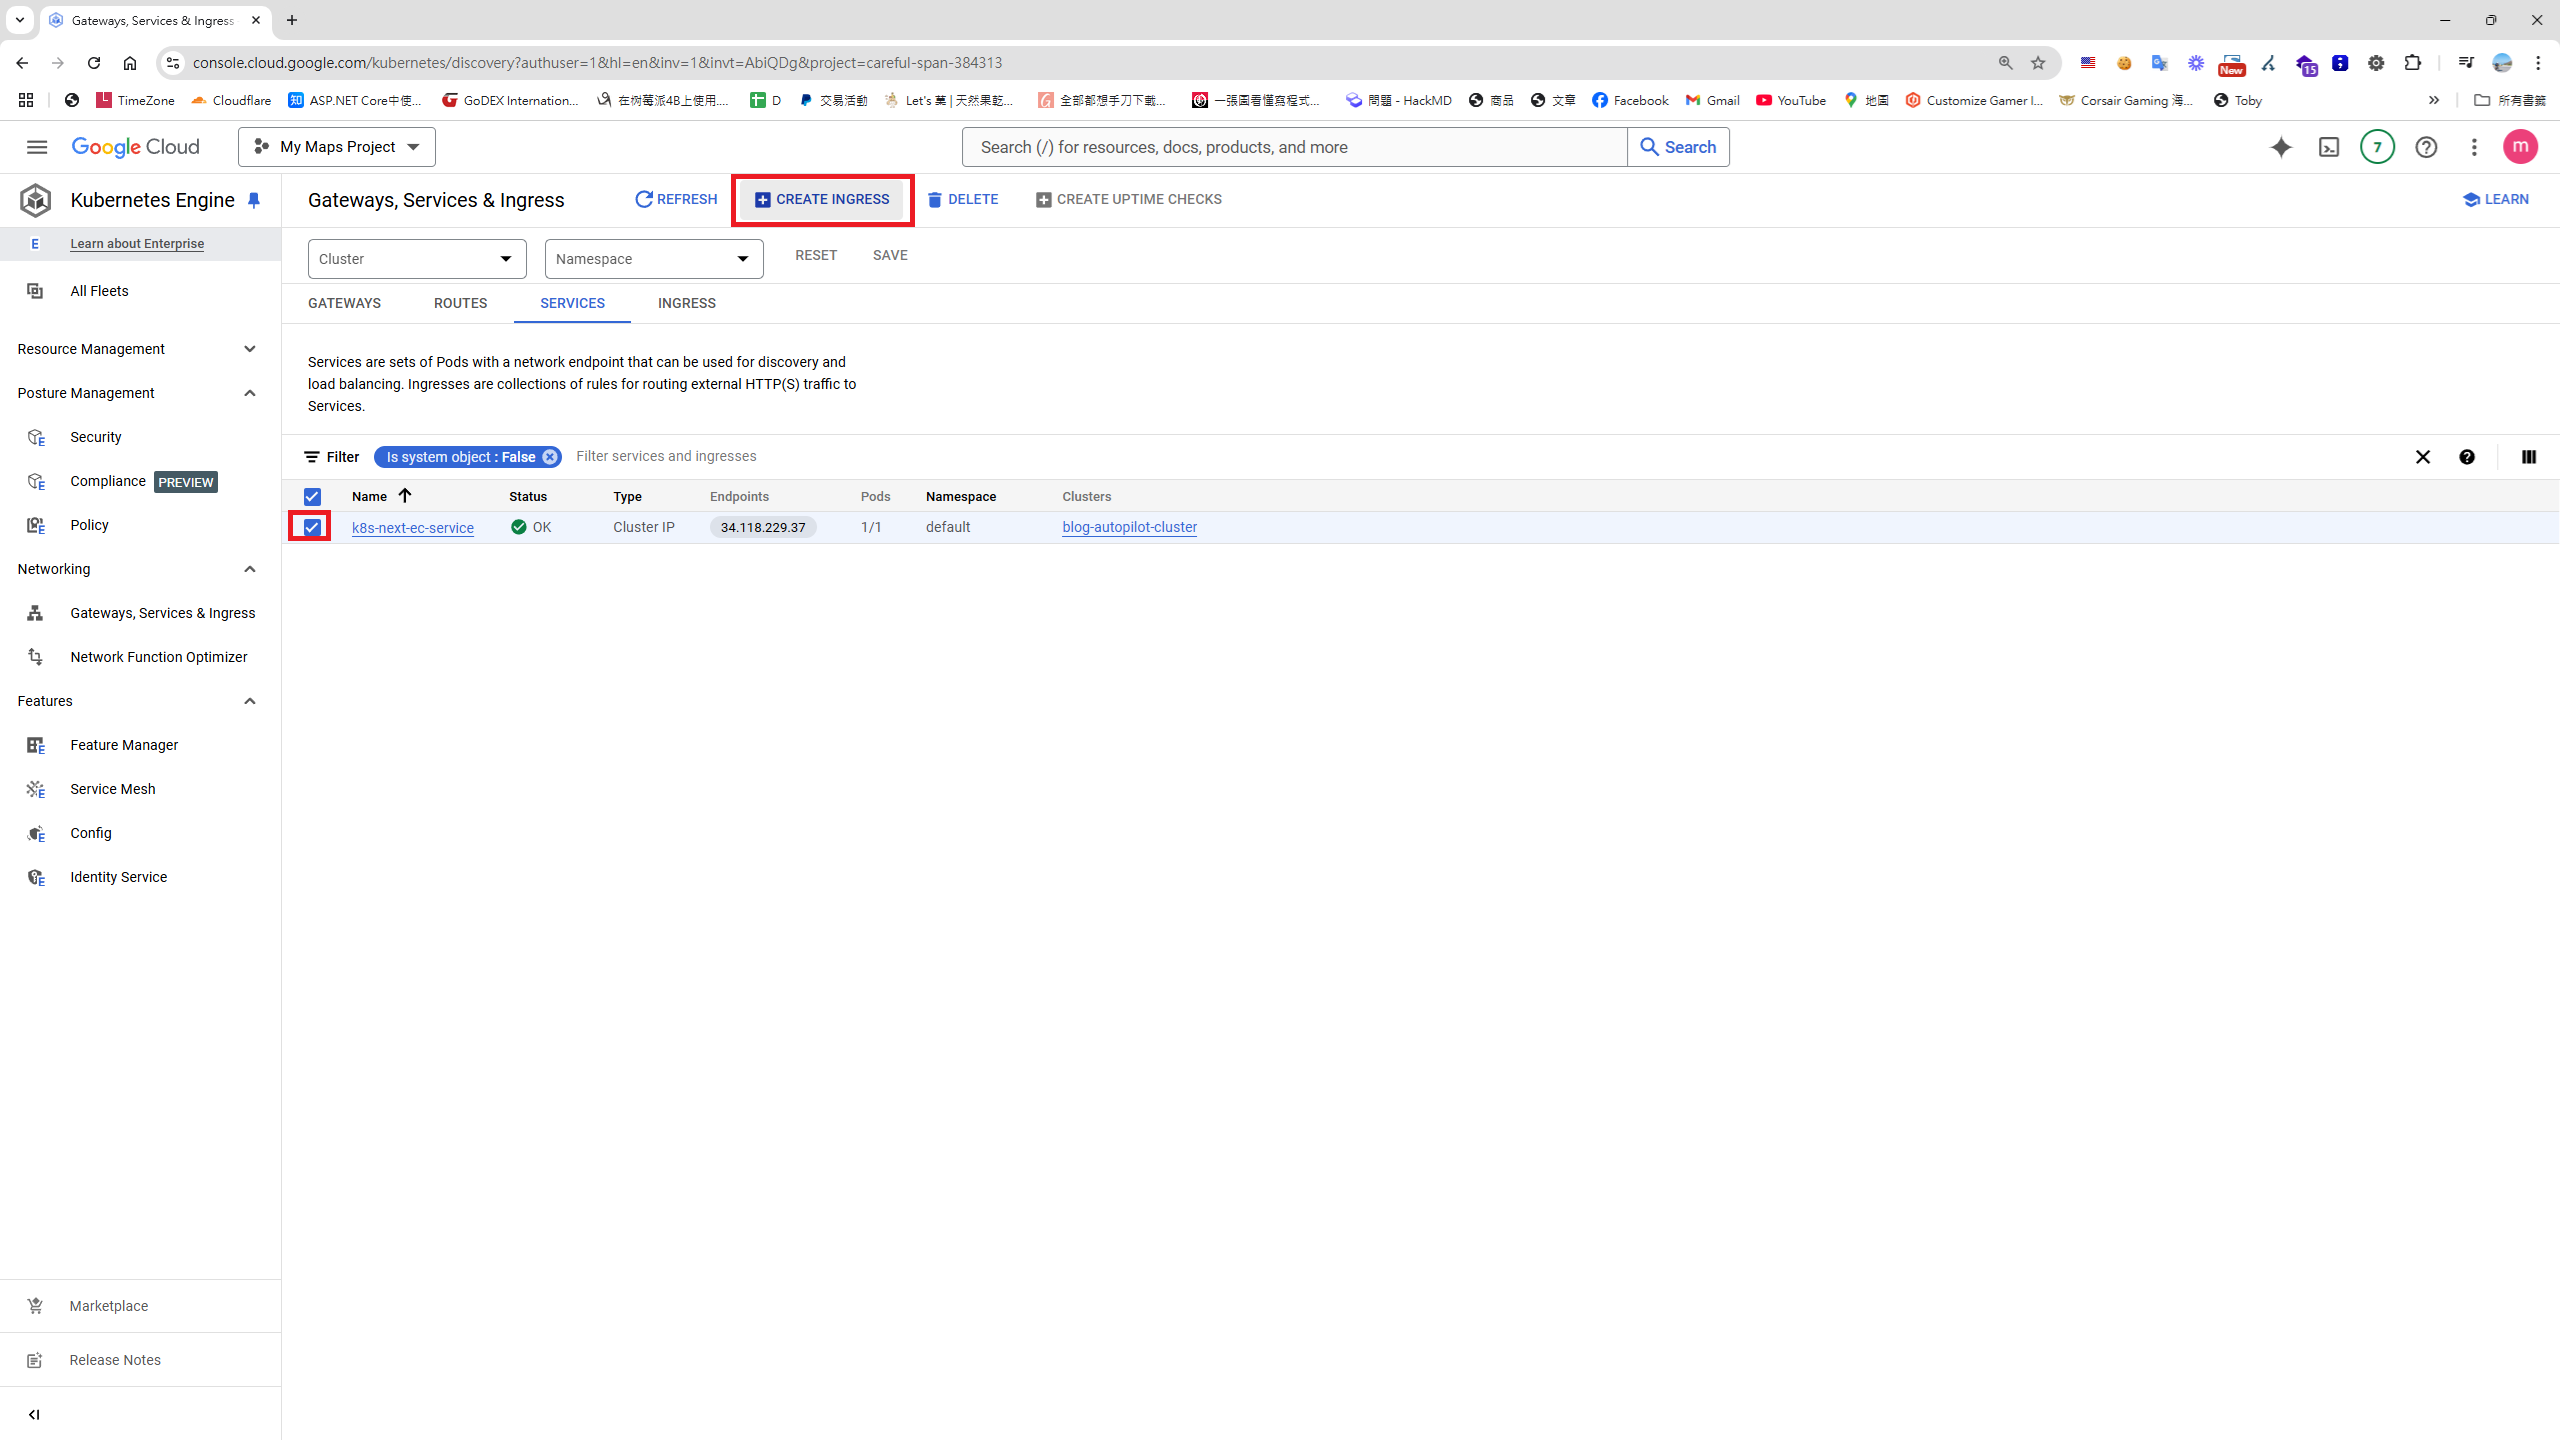 Gateways, Services & Ingress
console.cloud.google.com/kubernetes/discovery?authuser=1&hl=en&inv=1&invt=AbiQDg&project=careful-span-384313
New
15
TimeZone
Cloudflare
ASP.NET Core中使...
GoDEX Internation...
在树莓派4B上使用....
D
交易活動
Let's 菓 | 天然果乾...
全部都想手刀下載...
一張圖看懂寫程式...
問題 - HackMD
商品
文章
Facebook
Gmail
YouTube
地圖
Customize Gamer I...
Corsair Gaming 海...
Toby
所有書籤
Google Cloud
My Maps Project
Search (/) for resources, docs, products, and more
Search
7
m
Kubernetes Engine
Gateways, Services & Ingress
REFRESH
CREATE INGRESS
DELETE
CREATE UPTIME CHECKS
LEARN
E
Learn about Enterprise
Cluster
Namespace
RESET
SAVE
All Fleets
GATEWAYS
ROUTES
SERVICES
INGRESS
Resource Management
Services are sets of Pods with a network endpoint that can be used for discovery and
load balancing. Ingresses are collections of rules for routing external HTTP(S) traffic to
Services.
Posture Management
Security
Compliance PREVIEW
Policy
Networking
Gateways, Services & Ingress
Network Function Optimizer
Features
Feature Manager
Service Mesh
Config
Identity Service
Filter
Is system object : False
Filter services and ingresses
Name Status Type Endpoints Pods Namespace Clusters
k8s-next-ec-service OK Cluster IP 34.118.229.37 1/1 default blog-autopilot-cluster
Marketplace
Release Notes